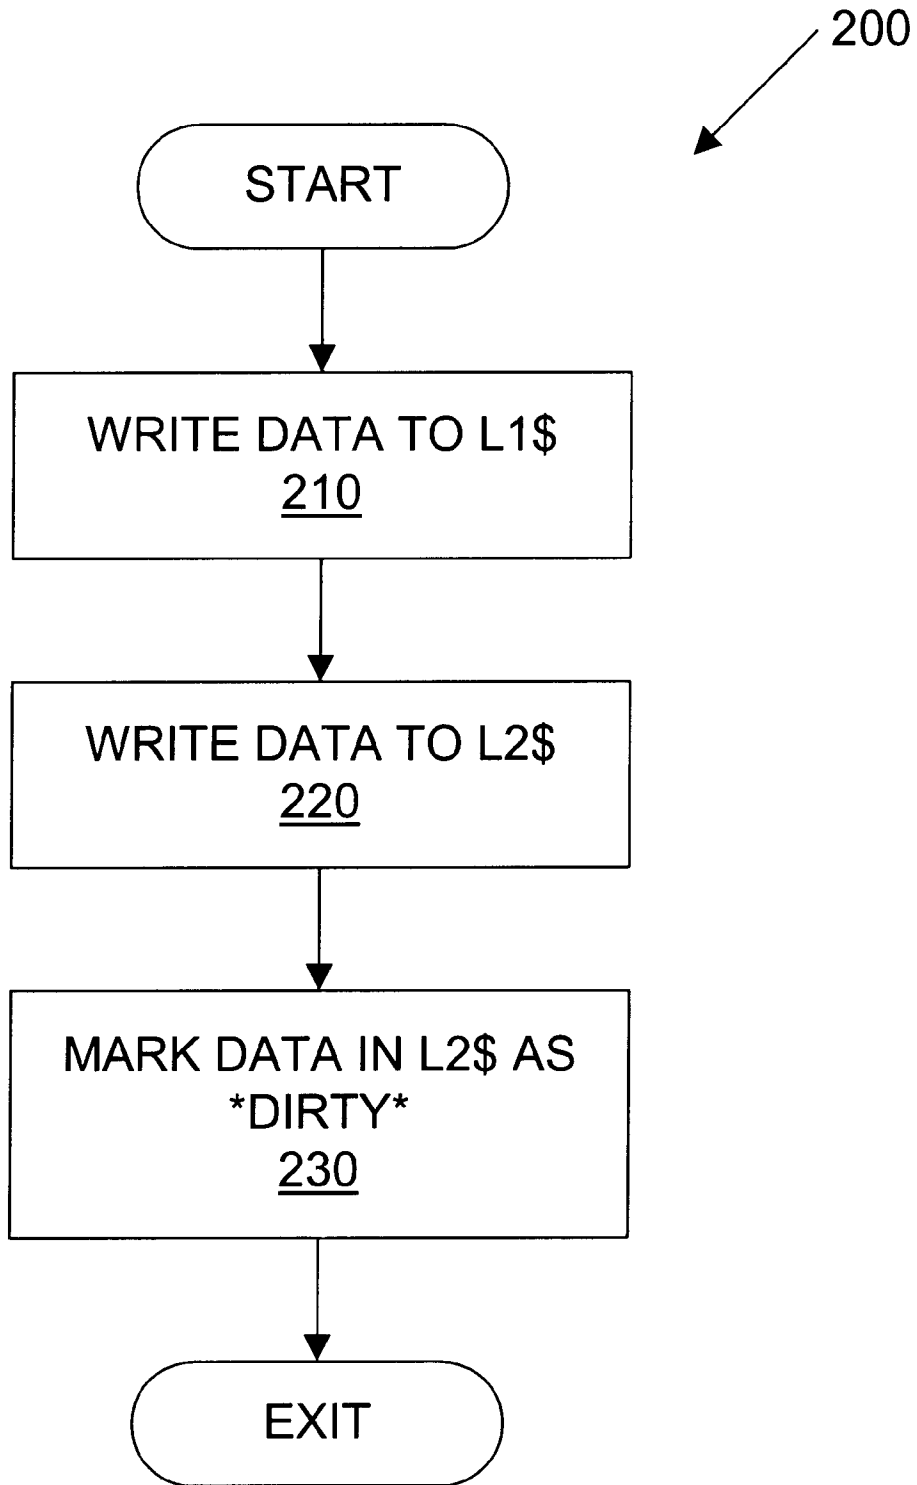 200
START
WRITE DATA TO L1$
210
WRITE DATA TO L2$
220
MARK DATA IN L2$ AS
*DIRTY*
230
EXIT